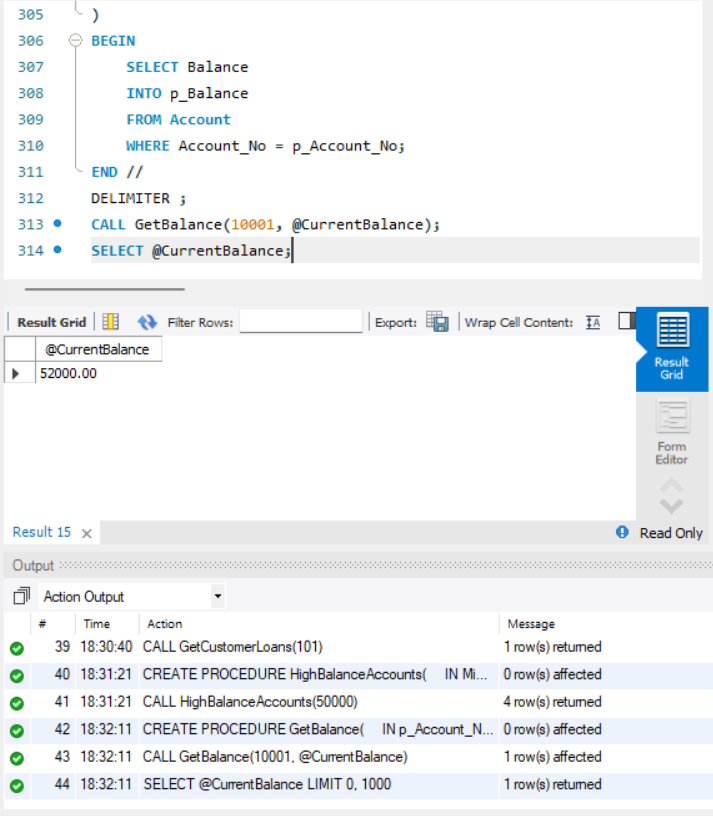 305 )
306 BEGIN
307 SELECT Balance
308 INTO p_Balance
309 FROM Account
310 WHERE Account_No = p_Account_No;
311 END //
312 DELIMITER ;
313 CALL GetBalance(10001, @CurrentBalance);
314 SELECT @CurrentBalance;
Result Grid Filter Rows: Export: Wrap Cell Content: IA
@CurrentBalance
52000.00
Result Grid
Form Editor
Result 15 × Read Only
Output
Action Output
# Time Action Message
39 18:30:40 CALL GetCustomerLoans(101) 1 row(s) returned
40 18:31:21 CREATE PROCEDURE HighBalanceAccounts( IN Mi... 0 row(s) affected
41 18:31:21 CALL HighBalanceAccounts(50000) 4 row(s) returned
42 18:32:11 CREATE PROCEDURE GetBalance( IN p_Account_N... 0 row(s) affected
43 18:32:11 CALL GetBalance(10001, @CurrentBalance) 1 row(s) affected
44 18:32:11 SELECT @CurrentBalance LIMIT 0, 1000 1 row(s) returned